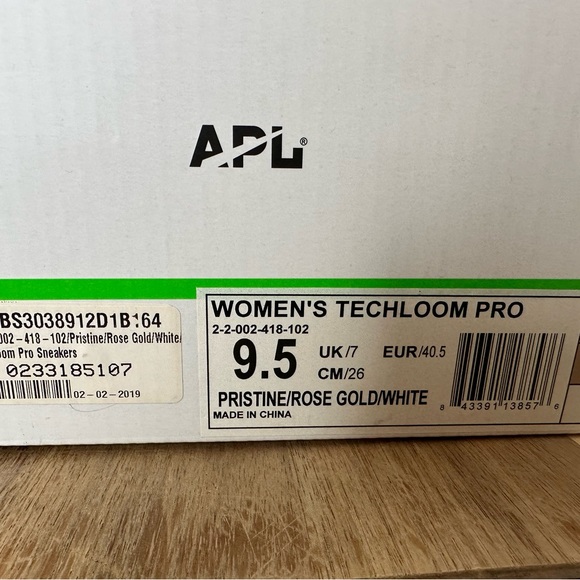 APL®
BS3038912D1B164
002-418-102/Pristine/Rose Gold/White/
oom Pro Sneakers
0233185107
02-02-2019
WOMEN'S TECHLOOM PRO
2-2-002-418-102
9.5 UK/7 EUR/40.5
CM/26
PRISTINE/ROSE GOLD/WHITE
MADE IN CHINA
8 43391 13857 6